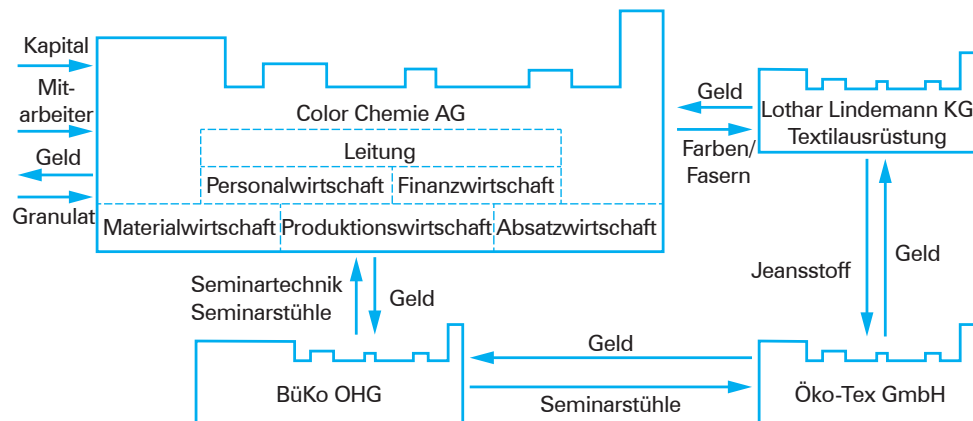 Kapital
Mit-
arbeiter
Geld
Granulat
Color Chemie AG
Leitung
Personalwirtschaft
Finanzwirtschaft
Materialwirtschaft
Produktionswirtschaft
Absatzwirtschaft
Geld
Farben/
Fasern
Lothar Lindemann KG
Textilausrüstung
Seminartechnik
Seminarstühle
Geld
Jeansstoff
Geld
BüKo OHG
Geld
Seminarstühle
Öko-Tex GmbH